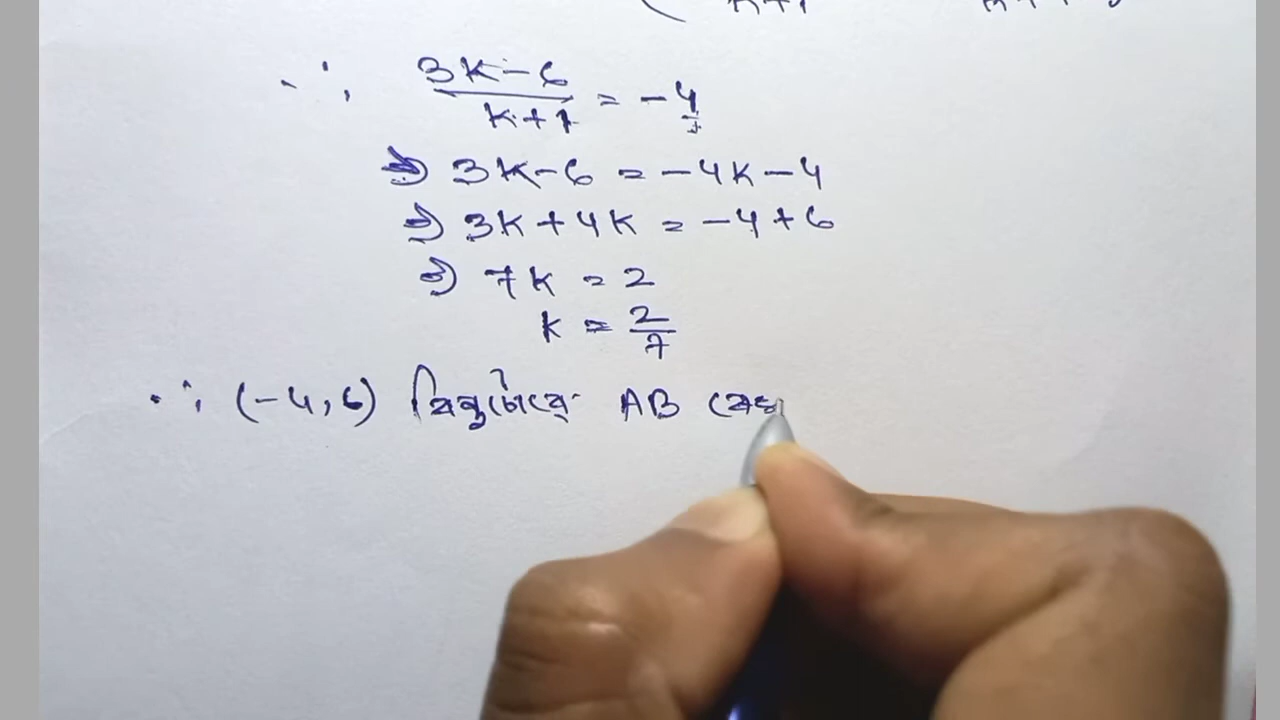 ∴ (3K-6)/(K+1) = -4
⇒ 3K-6 = -4K-4
⇒ 3K+4K = -4+6
⇒ 7K = 2
K = 2/7
∴ (-4,6) বিন্দুটোৱে AB